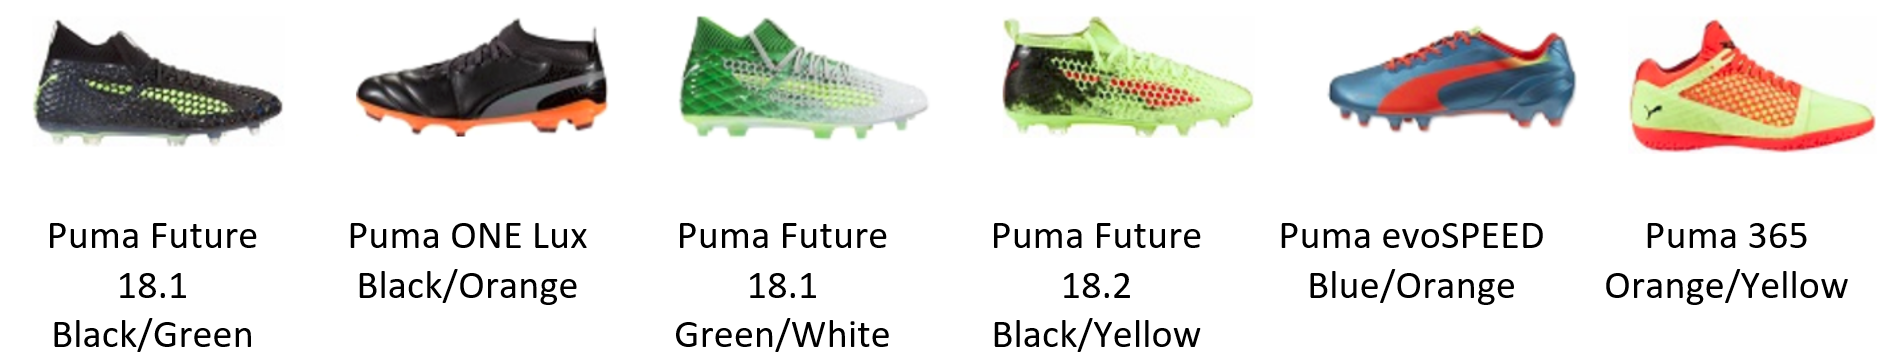 Puma Future
18.1
Black/Green
Puma ONE Lux
Black/Orange
Puma Future
18.1
Green/White
Puma Future
18.2
Black/Yellow
Puma evoSPEED
Blue/Orange
Puma 365
Orange/Yellow